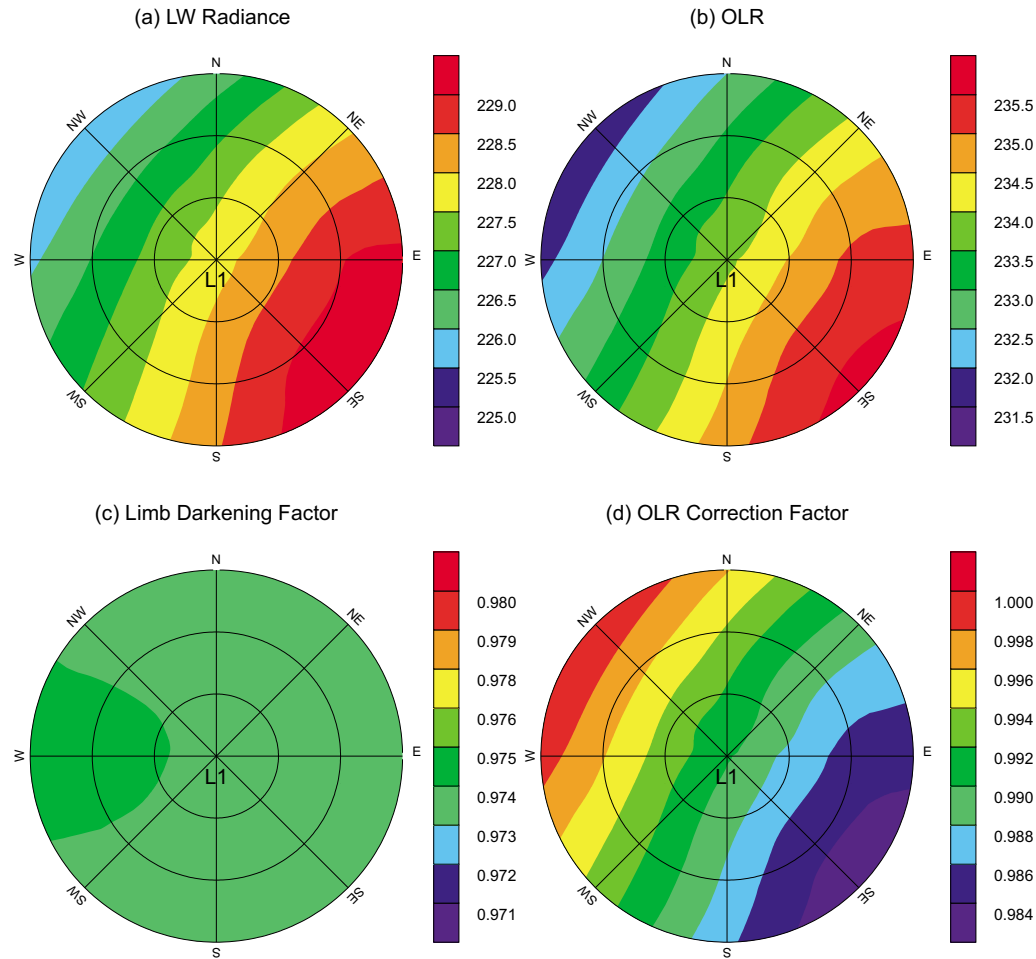 (a) LW Radiance
N
NE
E
SE
S
SW
W
NW
L1
229.0
228.5
228.0
227.5
227.0
226.5
226.0
225.5
225.0
(b) OLR
N
NE
E
SE
S
SW
W
NW
L1
235.5
235.0
234.5
234.0
233.5
233.0
232.5
232.0
231.5
(c) Limb Darkening Factor
N
NE
E
SE
S
SW
W
NW
L1
0.980
0.979
0.978
0.976
0.975
0.974
0.973
0.972
0.971
(d) OLR Correction Factor
N
NE
E
SE
S
SW
W
NW
L1
1.000
0.998
0.996
0.994
0.992
0.990
0.988
0.986
0.984